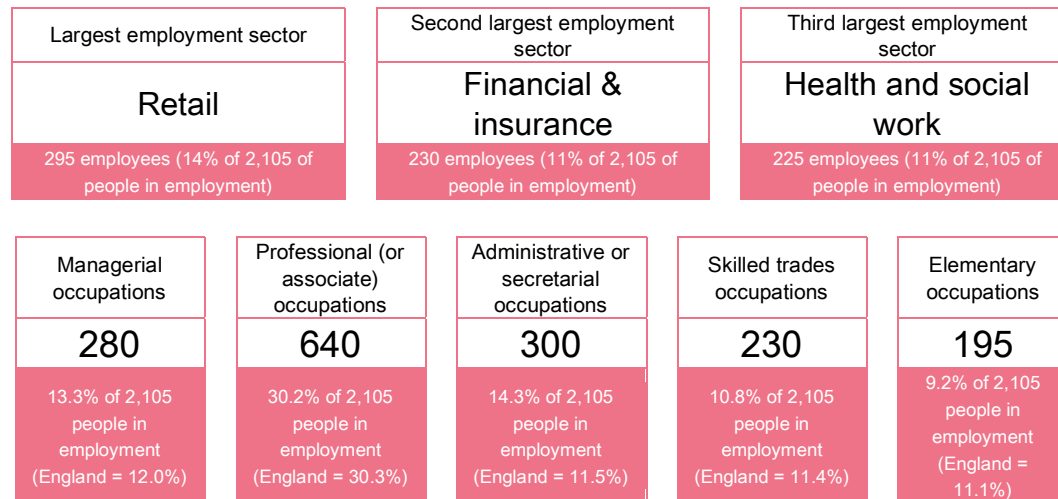 Largest employment sector
Retail
295 employees (14% of 2,105 of
people in employment)
Second largest employment
sector
Financial &
insurance
230 employees (11% of 2,105 of
people in employment)
Third largest employment
sector
Health and social
work
225 employees (11% of 2,105 of
people in employment)
Managerial
occupations
280
13.3% of 2,105
people in
employment
(England = 12.0%)
Professional (or
associate)
occupations
640
30.2% of 2,105
people in
employment
(England = 30.3%)
Administrative or
secretarial
occupations
300
14.3% of 2,105
people in
employment
(England = 11.5%)
Skilled trades
occupations
230
10.8% of 2,105
people in
employment
(England = 11.4%)
Elementary
occupations
195
9.2% of 2,105
people in
employment
(England =
11.1%)